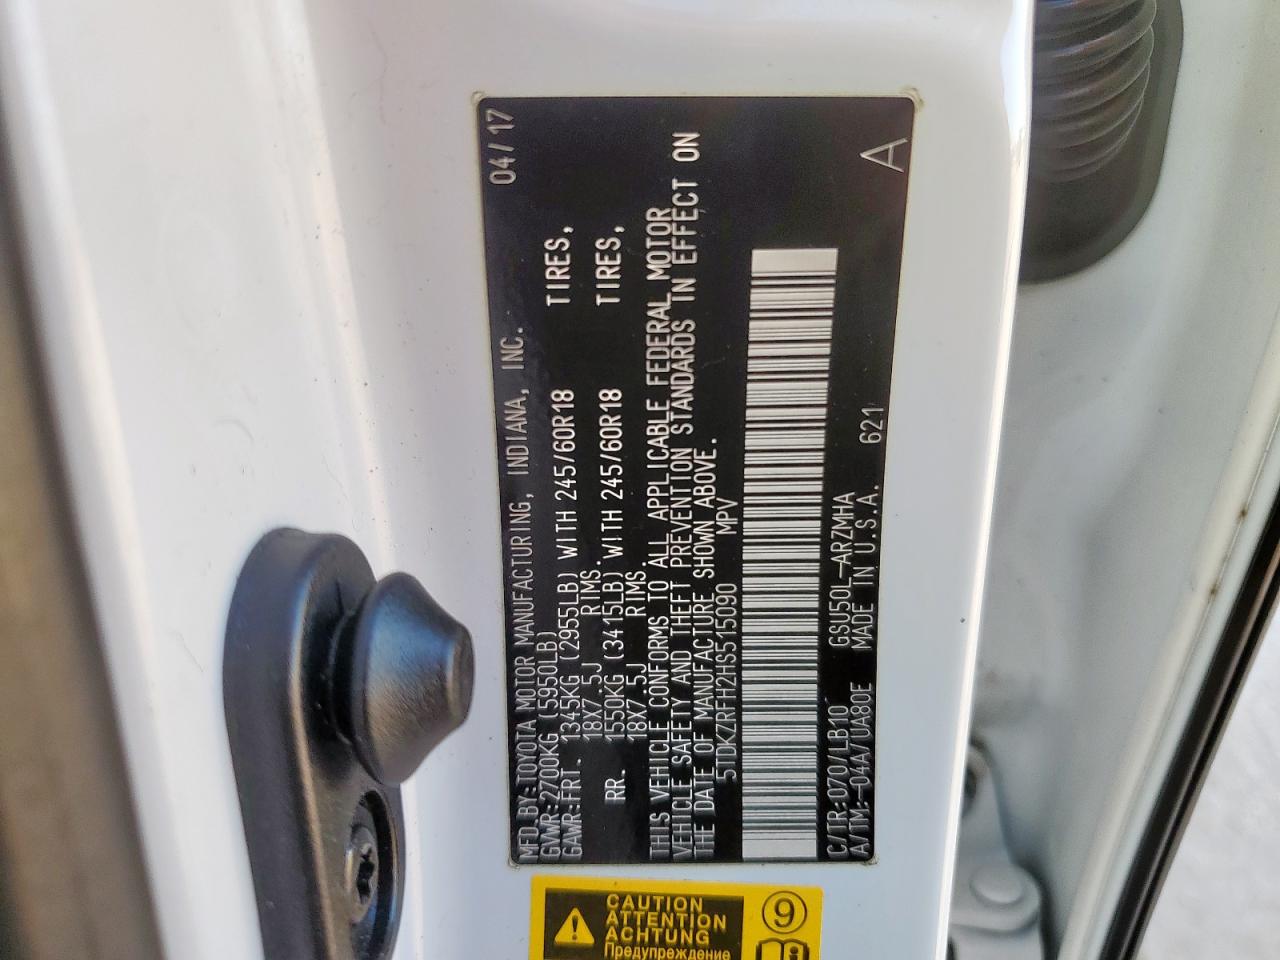 MFD BY:TOYOTA MOTOR MANUFACTURING, INDIANA, INC. 04/17
GVWR:2700KG (5950LB)
GAWR:FRT. 1345KG (2955LB) WITH 245/60R18 TIRES,
18X7.5J RIMS.
RR. 1550KG (3415LB) WITH 245/60R18 TIRES,
18X7.5J RIMS.
THIS VEHICLE CONFORMS TO ALL APPLICABLE FEDERAL MOTOR
VEHICLE SAFETY AND THEFT PREVENTION STANDARDS IN EFFECT ON
THE DATE OF MANUFACTURE SHOWN ABOVE.
5TDKZRFH2HS515090 MPV
C/TR:070/LB10 GSU50L-ARZMHA
A/TM:-04A/UA80E MADE IN U.S.A. 621 A
CAUTION
ATTENTION
ACHTUNG
Предупреждение
9